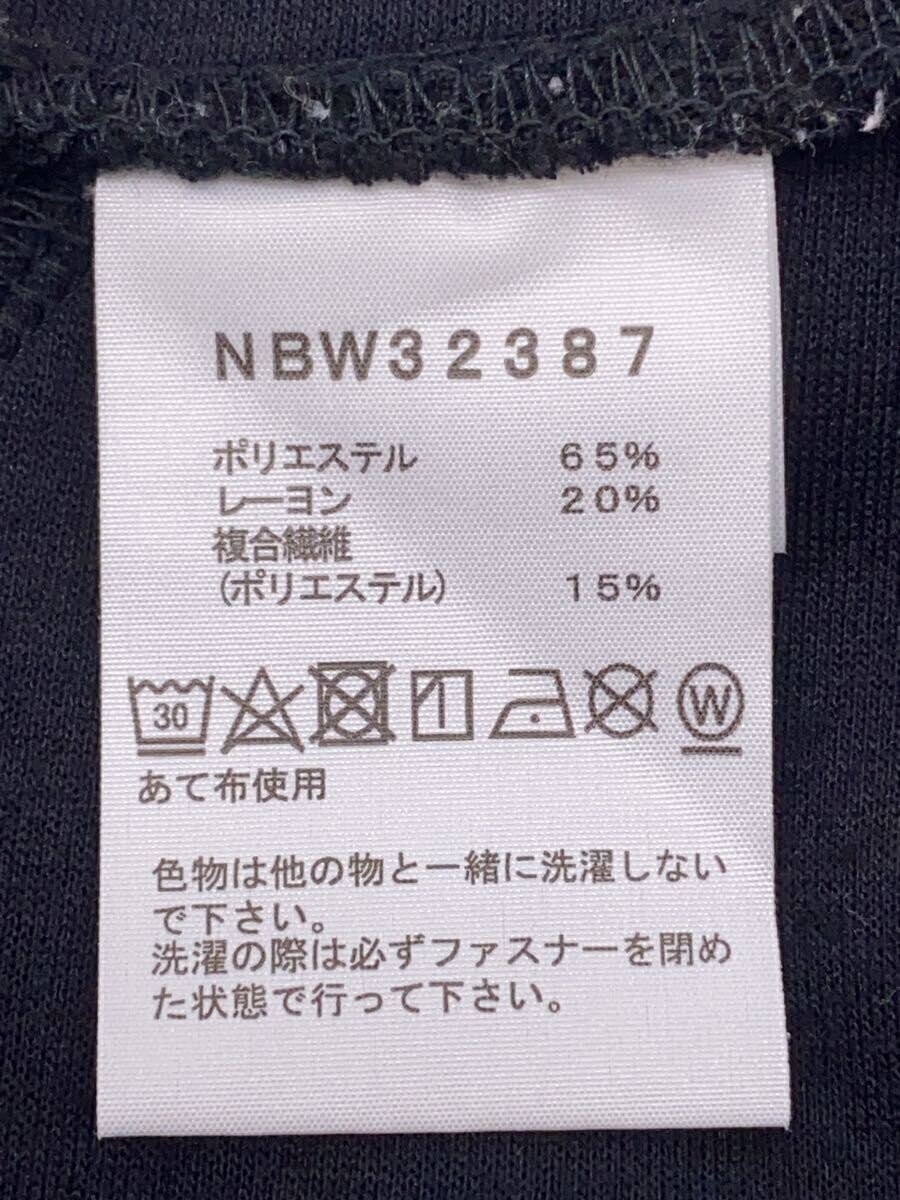 NBW32387
ポリエステル 65%
レーヨン 20%
複合繊維
(ポリエステル) 15%
30 W
あて布使用
色物は他の物と一緒に洗濯しない
で下さい。
洗濯の際は必ずファスナーを閉め
た状態で行って下さい。